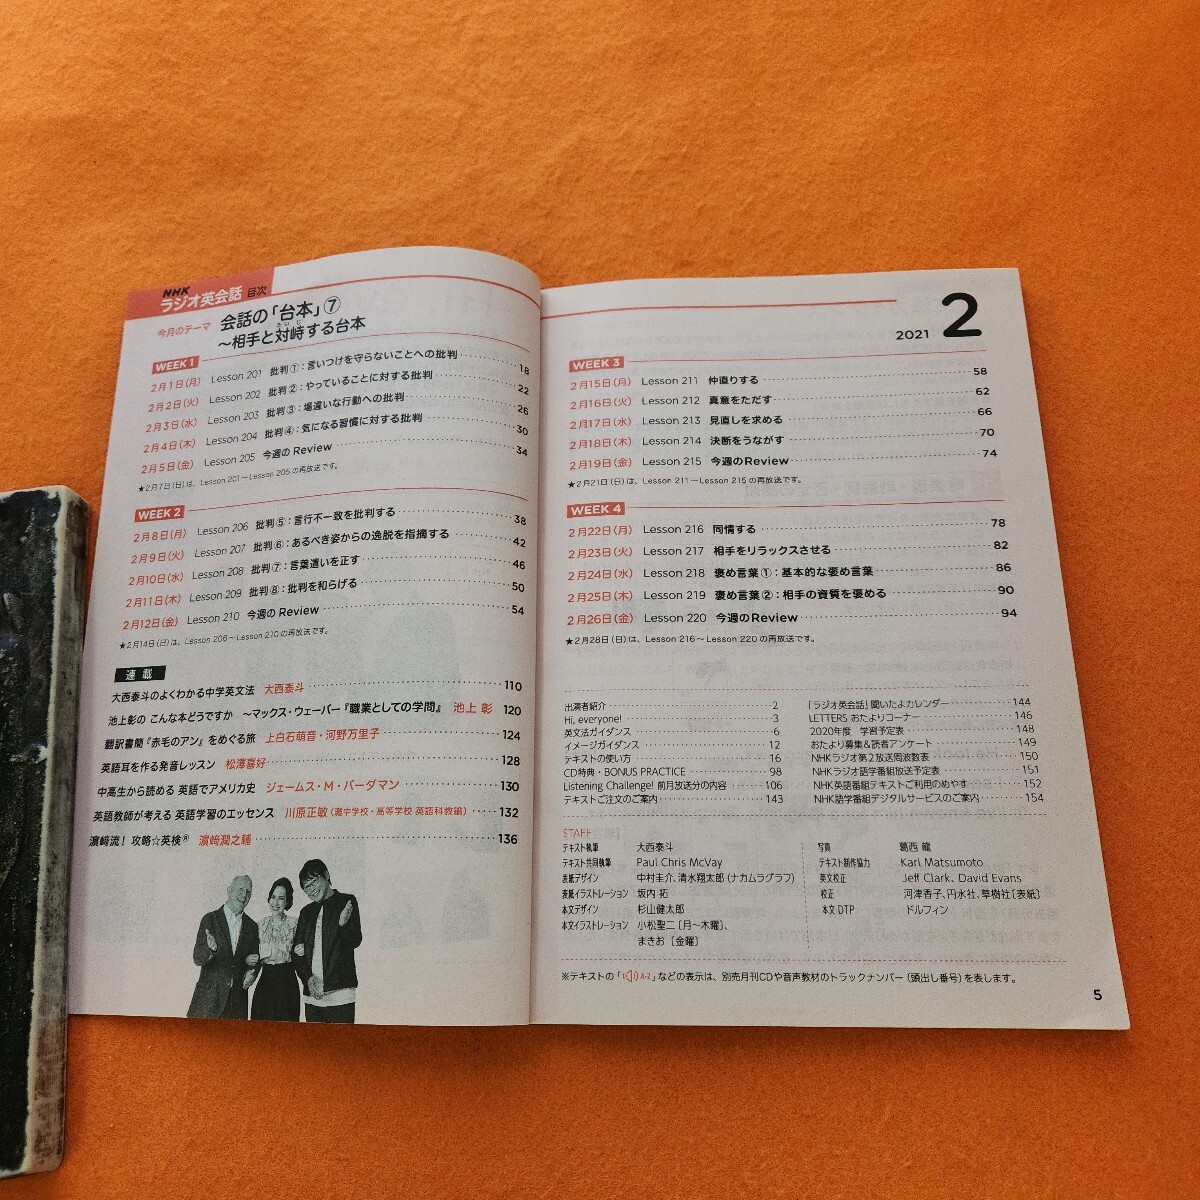 NHK
ラジオ英会話 目次
今月のテーマ 会話の「台本」⑦
～相手と対峙する台本
たいじ
WEEK 1
2月1日(月) Lesson 201 批判①：言いつけを守らないことへの批判 18
2月2日(火) Lesson 202 批判②：やっていることに対する批判 22
2月3日(水) Lesson 203 批判③：場違いな行動への批判 26
2月4日(木) Lesson 204 批判④：気になる習慣に対する批判 30
2月5日(金) Lesson 205 今週のReview 34
★2月7日(日)は、Lesson 201～Lesson 205の再放送です。
WEEK 2
2月8日(月) Lesson 206 批判⑤：言行不一致を批判する 38
2月9日(火) Lesson 207 批判⑥：あるべき姿からの逸脱を指摘する 42
2月10日(水) Lesson 208 批判⑦：言葉遣いを正す 46
2月11日(木) Lesson 209 批判⑧：批判を和らげる 50
2月12日(金) Lesson 210 今週のReview 54
★2月14日(日)は、Lesson 206～Lesson 210の再放送です。
連載
大西泰斗のよくわかる中学英文法 大西泰斗 110
池上彰の こんな本どうですか ～マックス・ウェーバー『職業としての学問』 池上 彰 120
翻訳書簡『赤毛のアン』をめぐる旅 上白石萌音・河野万里子 124
英語耳を作る発音レッスン 松澤喜好 128
中高生から読める 英語でアメリカ史 ジェームス・M・バーダマン 130
英語教師が考える 英語学習のエッセンス 川原正敏(灘中学校・高等学校 英語科教諭) 132
濵﨑流！ 攻略☆英検® 濵﨑潤之輔 136
2021 2
WEEK 3
2月15日(月) Lesson 211 仲直りする 58
2月16日(火) Lesson 212 真意をただす 62
2月17日(水) Lesson 213 見直しを求める 66
2月18日(木) Lesson 214 決断をうながす 70
2月19日(金) Lesson 215 今週のReview 74
★2月21日(日)は、Lesson 211～Lesson 215の再放送です。
WEEK 4
2月22日(月) Lesson 216 同情する 78
2月23日(火) Lesson 217 相手をリラックスさせる 82
2月24日(水) Lesson 218 褒め言葉①：基本的な褒め言葉 86
2月25日(木) Lesson 219 褒め言葉②：相手の資質を褒める 90
2月26日(金) Lesson 220 今週のReview 94
★2月28日(日)は、Lesson 216～Lesson 220の再放送です。
出演者紹介 2
Hi, everyone! 3
英文法ガイダンス 6
イメージガイダンス 12
テキストの使い方 16
CD特典・BONUS PRACTICE 98
Listening Challenge! 前月放送分の内容 106
テキストご注文のご案内 143
「ラジオ英会話」聞いたよカレンダー 144
LETTERS おたよりコーナー 146
2020年度 学習予定表 148
おたより募集&読者アンケート 149
NHKラジオ第2放送周波数表 150
NHKラジオ語学番組放送予定表 151
NHK英語番組テキストご利用のめやす 152
NHK語学番組デジタルサービスのご案内 154
STAFF
テキスト執筆 大西泰斗
テキスト共同執筆 Paul Chris McVay
表紙デザイン 中村圭介、清水翔太郎(ナカムラグラフ)
表紙イラストレーション 坂内 拓
本文デザイン 杉山健太郎
本文イラストレーション 小松聖二〔月～木曜〕、
まきお〔金曜〕
写真 葛西 龍
テキスト制作協力 Karl Matsumoto
英文校正 Jeff Clark、David Evans
校正 河津香子、円水社、草樹社〔表紙〕
本文DTP ドルフィン
※テキストの「A-2」などの表示は、別売月刊CDや音声教材のトラックナンバー(頭出し番号)を表します。
5